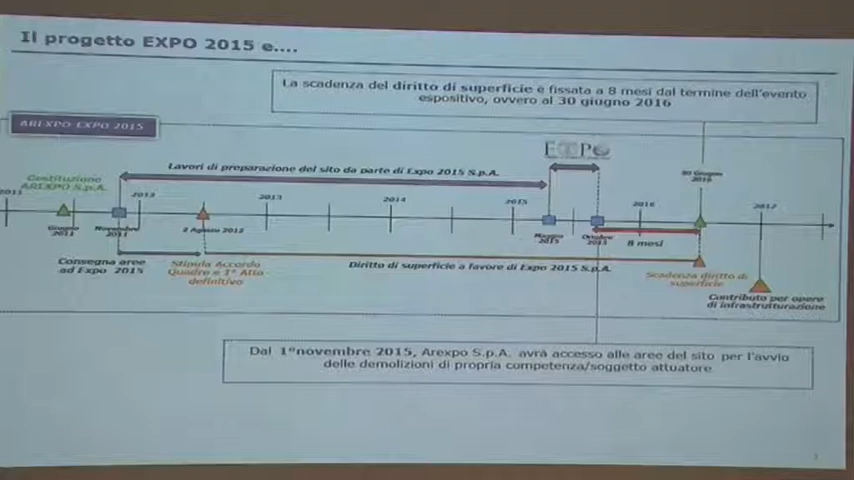 Il progetto EXPO 2015 e....
La scadenza del diritto di superficie è fissata a 8 mesi dal termine dell'evento
espositivo, ovvero al 30 giugno 2016
AREXPO-EXPO 2015
Lavori di preparazione del sito da parte di Expo 2015 S.p.A.
30 Giugno
2016
Costituzione
AREXPO S.p.A.
2011
2012
2013
2014
2015
2016
2017
Giugno
2011
Novembre
2011
2 Agosto 2012
Maggio
2015
Ottobre
2015
8 mesi
Consegna aree
ad Expo 2015
Stipula Accordo
Quadro e 1° Atto
definitivo
Diritto di superficie a favore di Expo 2015 S.p.A.
Scadenza diritto di
superficie
Contributo per opere
di infrastrutturazione
Dal 1°novembre 2015, Arexpo S.p.A. avrà accesso alle aree del sito per l'avvio
delle demolizioni di propria competenza/soggetto attuatore